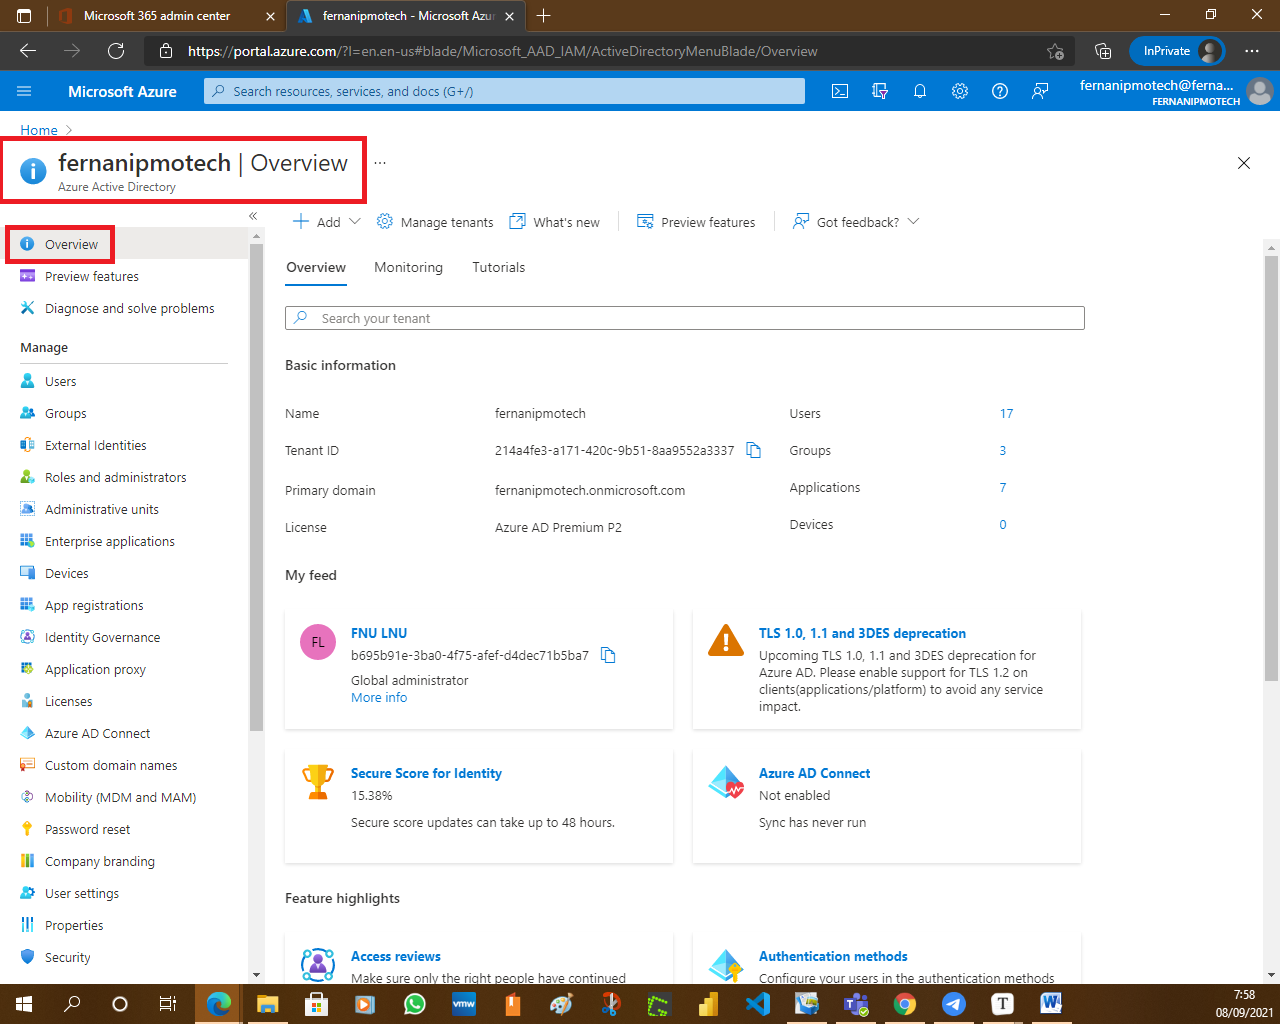 Microsoft 365 admin center
fernanipmotech - Microsoft Azur
https://portal.azure.com/?l=en.en-us#blade/Microsoft_AAD_IAM/ActiveDirectoryMenuBlade/Overview
InPrivate
Microsoft Azure
Search resources, services, and docs (G+/)
fernanipmotech@ferna...
FERNANIPMOTECH
Home
fernanipmotech | Overview
...
Azure Active Directory
Add
Manage tenants
What's new
Preview features
Got feedback?
Overview
Preview features
Diagnose and solve problems
Manage
Users
Groups
External Identities
Roles and administrators
Administrative units
Enterprise applications
Devices
App registrations
Identity Governance
Application proxy
Licenses
Azure AD Connect
Custom domain names
Mobility (MDM and MAM)
Password reset
Company branding
User settings
Properties
Security
Overview
Monitoring
Tutorials
Search your tenant
Basic information
Name
fernanipmotech
Users
17
Tenant ID
214a4fe3-a171-420c-9b51-8aa9552a3337
Groups
3
Primary domain
fernanipmotech.onmicrosoft.com
Applications
7
License
Azure AD Premium P2
Devices
0
My feed
FL
FNU LNU
b695b91e-3ba0-4f75-afef-d4dec71b5ba7
Global administrator
More info
TLS 1.0, 1.1 and 3DES deprecation
Upcoming TLS 1.0, 1.1 and 3DES deprecation for
Azure AD. Please enable support for TLS 1.2 on
clients(applications/platform) to avoid any service
impact.
Secure Score for Identity
15.38%
Secure score updates can take up to 48 hours.
Azure AD Connect
Not enabled
Sync has never run
Feature highlights
Access reviews
Make sure only the right people have continued
Authentication methods
Configure your users in the authentication methods
vmw
T
W
7:58
08/09/2021